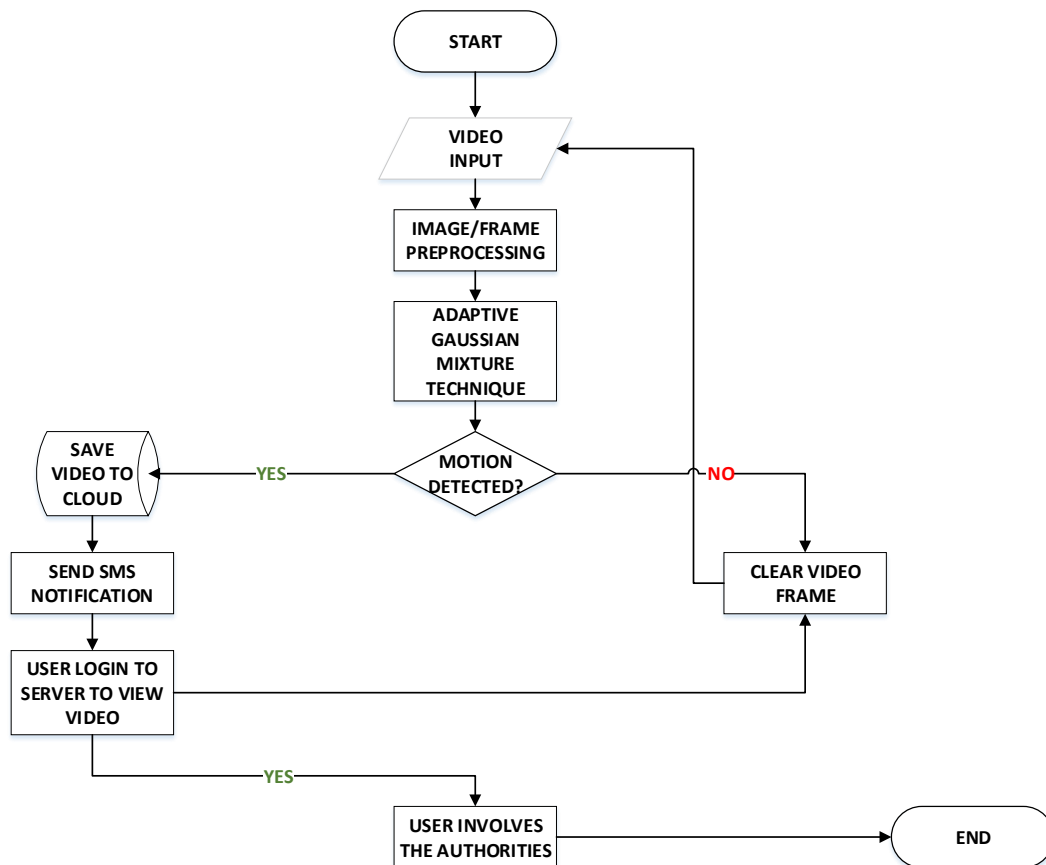 START
VIDEO
INPUT
IMAGE/FRAME
PREPROCESSING
ADAPTIVE
GAUSSIAN
MIXTURE
TECHNIQUE
MOTION
DETECTED?
YES
NO
SAVE
VIDEO TO
CLOUD
SEND SMS
NOTIFICATION
CLEAR VIDEO
FRAME
USER LOGIN TO
SERVER TO VIEW
VIDEO
YES
USER INVOLVES
THE AUTHORITIES
END